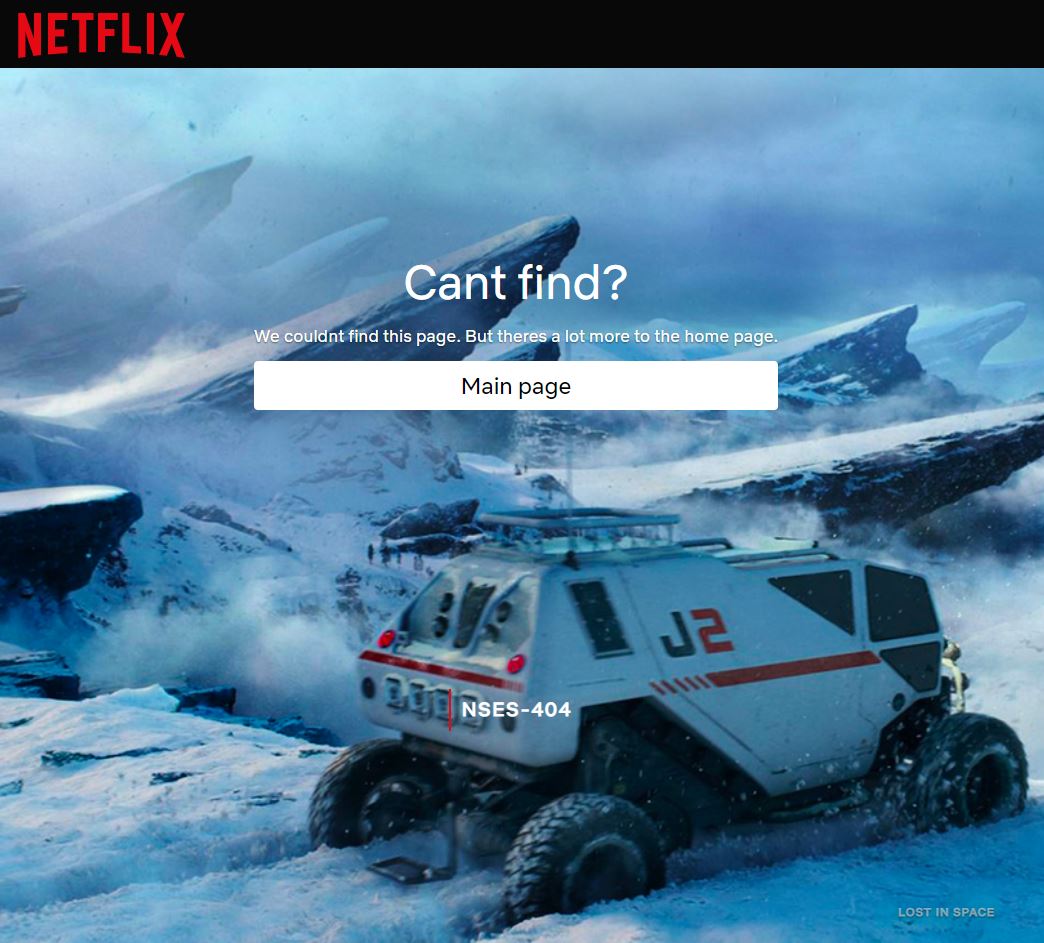 NETFLIX
Cant find?
We couldnt find this page. But theres a lot more to the home page.
Main page
J2
NSES-404
LOST IN SPACE